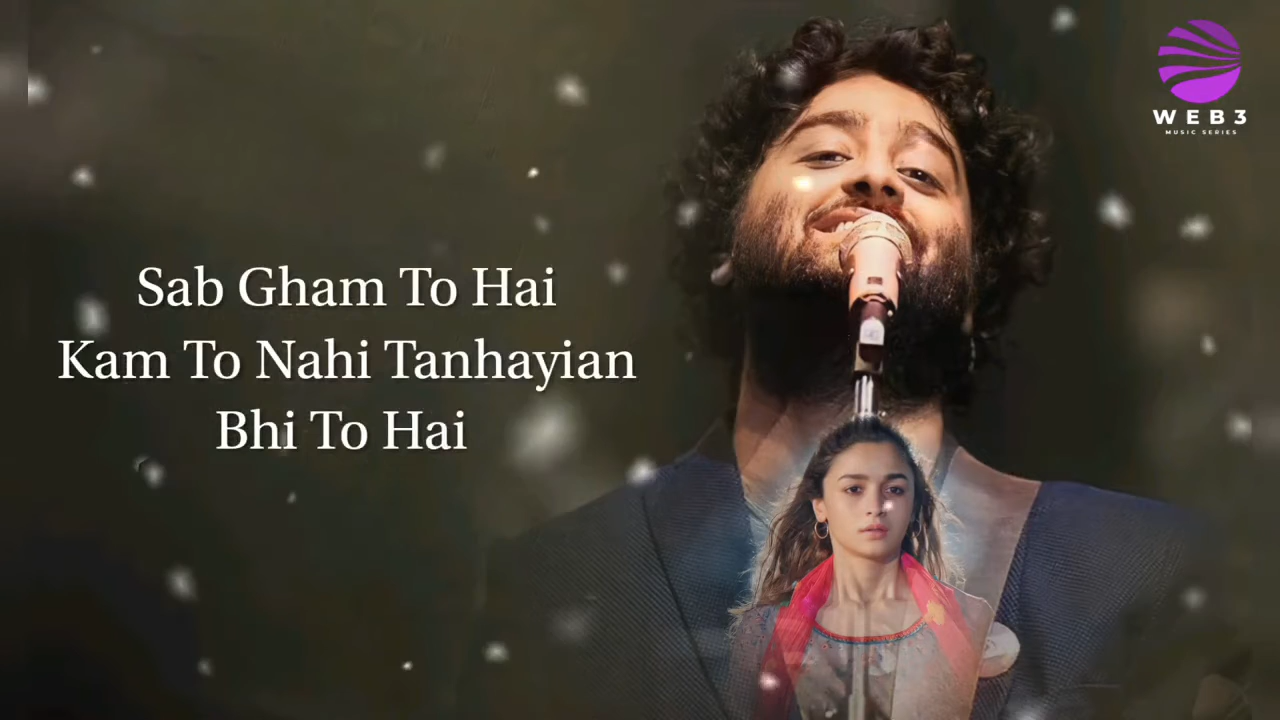 WEB3
MUSIC SERIES
Sab Gham To Hai
Kam To Nahi Tanhayian
Bhi To Hai